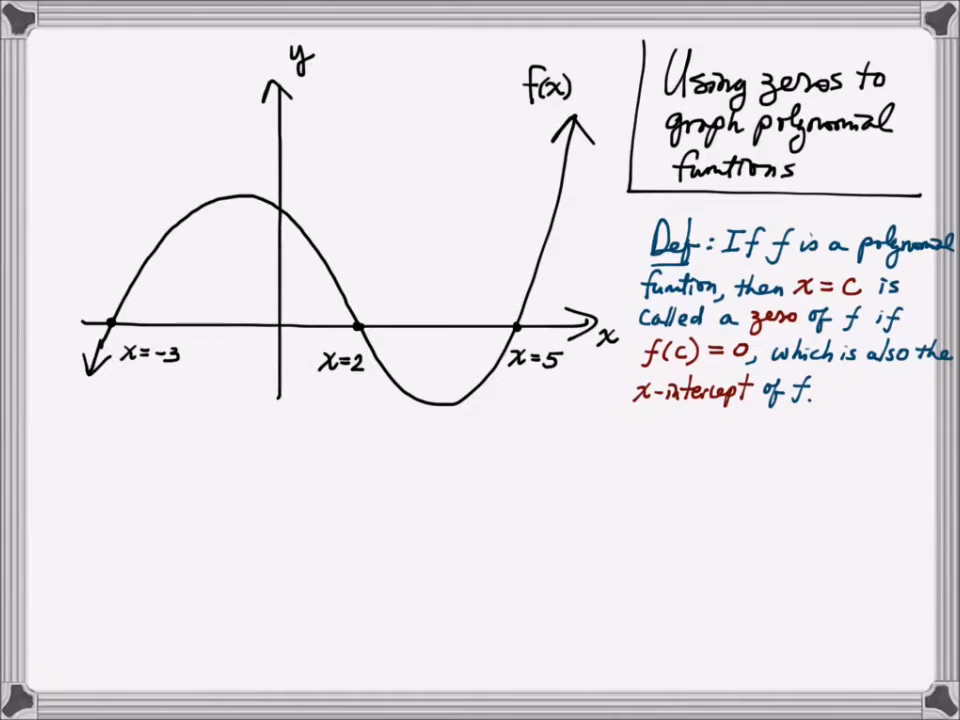 y
f(x)
x
x=-3
x=2
x=5
Using zeros to
graph polynomial
functions
Def: If f is a polynomial
function, then x = c is
called a zero of f if
f(c) = 0, which is also the
x-intercept of f.